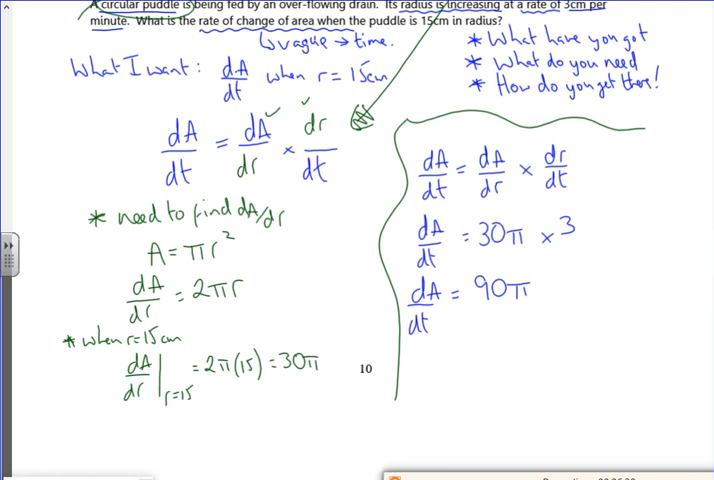 A circular puddle is being fed by an over-flowing drain. Its radius is increasing at a rate of 3cm per
minute. What is the rate of change of area when the puddle is 15cm in radius?
↳ vague → time.
* What have you got
* What do you need
* How do you get there!
What I want: dA/dt when r = 15cm
dA/dt = dA/dr × dr/dt
* need to find dA/dr
A = πr²
dA/dr = 2πr
* when r=15cm
dA/dr | r=15 = 2π(15) = 30π
dA/dt = dA/dr × dr/dt
dA/dt = 30π × 3
dA/dt = 90π
10